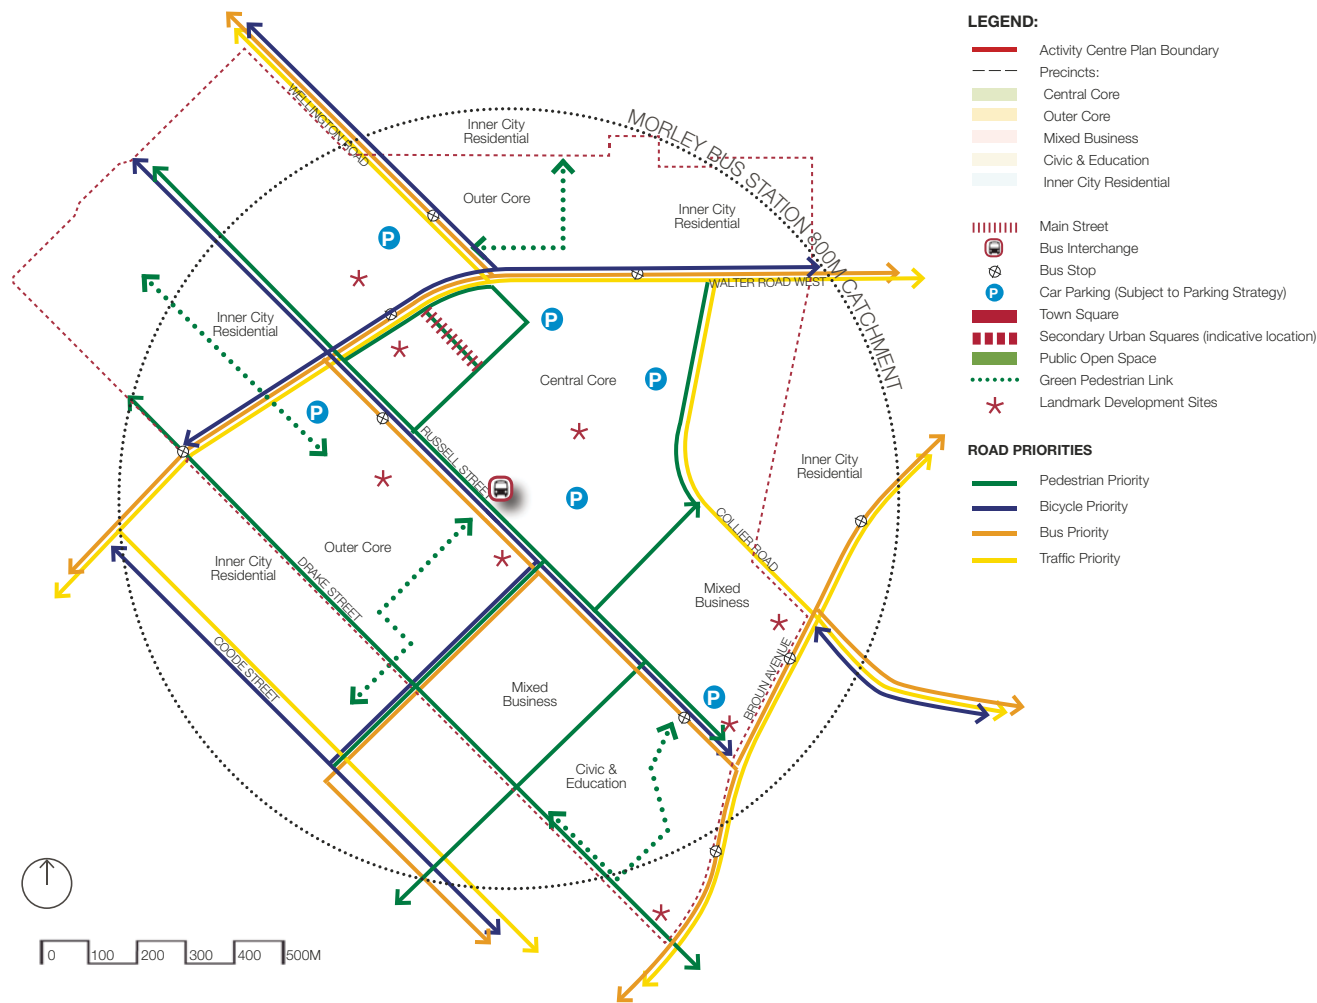 LEGEND:
Activity Centre Plan Boundary
Precincts:
Central Core
Outer Core
Mixed Business
Civic & Education
Inner City Residential
Main Street
Bus Interchange
Bus Stop
P
Car Parking (Subject to Parking Strategy)
Town Square
Secondary Urban Squares (indicative location)
Public Open Space
Green Pedestrian Link
Landmark Development Sites
ROAD PRIORITIES
Pedestrian Priority
Bicycle Priority
Bus Priority
Traffic Priority
MORLEY BUS STATION 800M CATCHMENT
WELLINGTON ROAD
Inner City
Residential
Outer Core
Inner City
Residential
P
WALTER ROAD WEST
Inner City
Residential
P
Central Core
P
P
RUSSELL STREET
P
Inner City
Residential
Outer Core
Inner City
Residential
DRAKE STREET
COLLIER ROAD
Mixed
Business
COODE STREET
BROUN AVENUE
Mixed
Business
P
Civic &
Education
0 100 200 300 400 500M